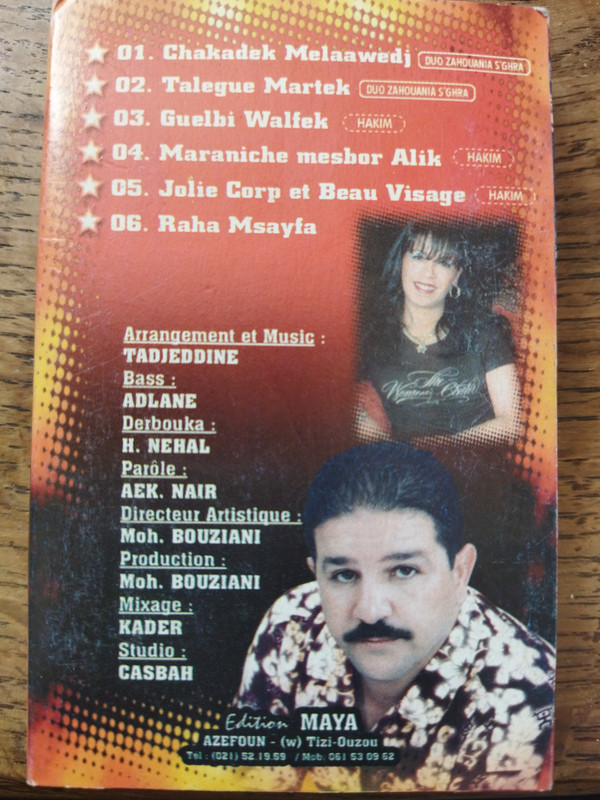 01. Chakadek Melaawedj DUO ZAHOUANIA S'GHRA
02. Talegue Martek DUO ZAHOUANIA S'GHRA
03. Guelbi Walfek HAKIM
04. Maraniche mesbor Alik HAKIM
05. Jolie Corp et Beau Visage HAKIM
06. Raha Msayfa
Arrangement et Music :
TADJEDDINE
Bass :
ADLANE
Derbouka :
H. NEHAL
Parôle :
AEK. NAIR
Directeur Artistique :
Moh. BOUZIANI
Production :
Moh. BOUZIANI
Mixage :
KADER
Studio :
CASBAH
Edition MAYA
AZEFOUN - (w) Tizi-Ouzou
Tél : (021) 52.19.59 / Mob. 061 53 09 62